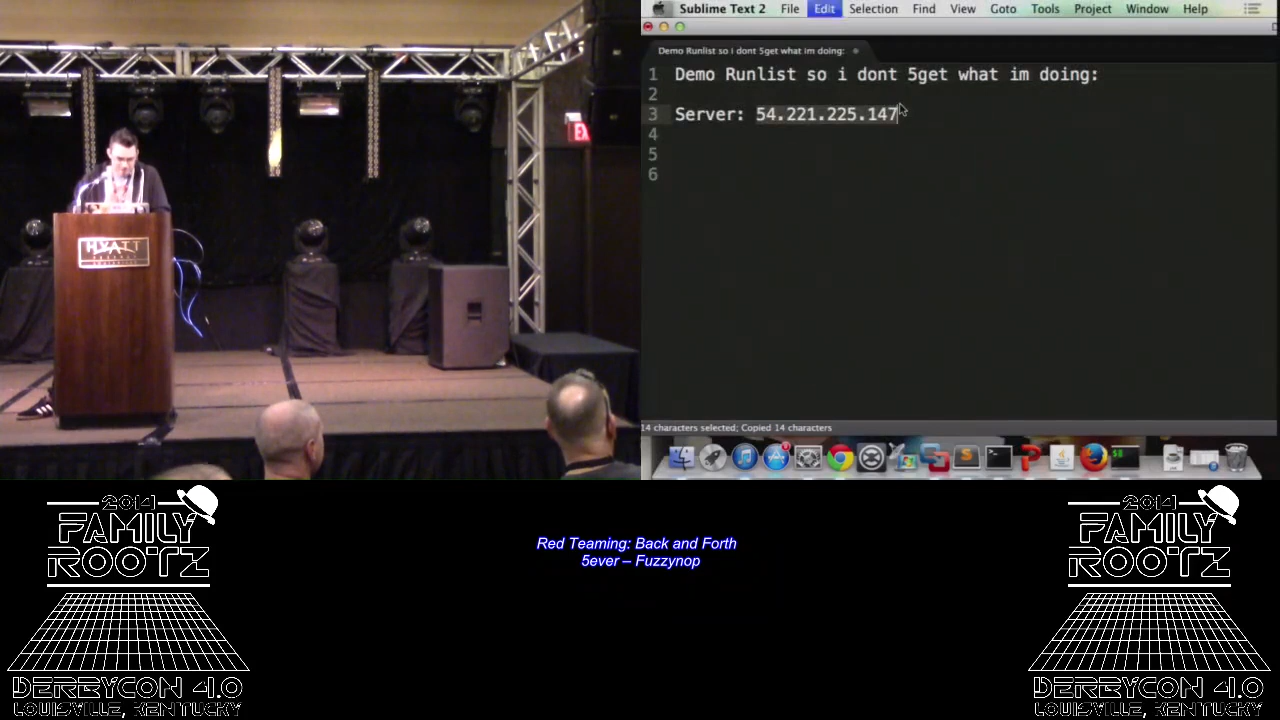 Sublime Text 2 File Edit Selection Find View Goto Tools Project Window Help
Demo Runlist so i dont 5get what im doing:
1 Demo Runlist so i dont 5get what im doing:
2
3 Server: 54.221.225.147
4
5
6
14 characters selected; Copied 14 characters
HYATT
2014
FAMILY
ROOTZ
DERBYCON 4.0
LOUISVILLE, KENTUCKY
Red Teaming: Back and Forth
5ever – Fuzzynop
2014
FAMILY
ROOTZ
DERBYCON 4.0
LOUISVILLE, KENTUCKY